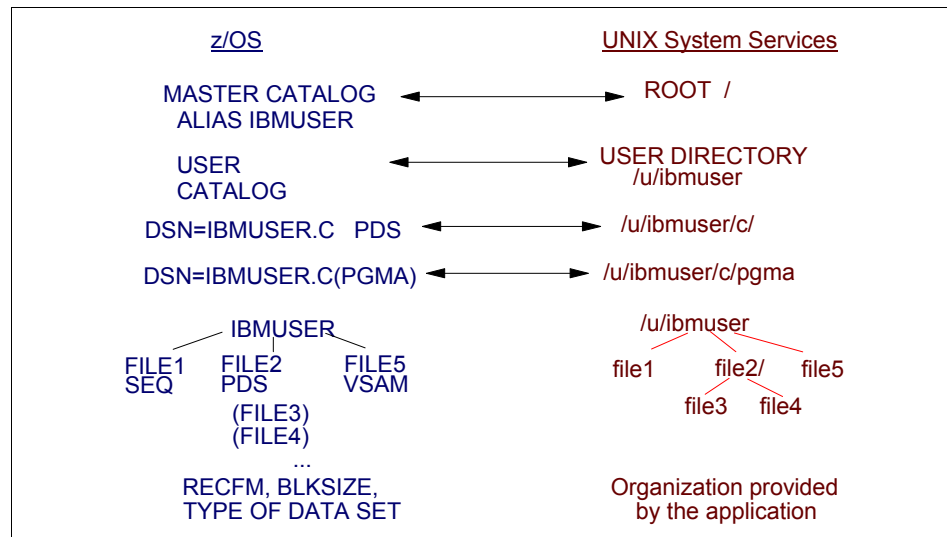 z/OS
UNIX System Services
MASTER CATALOG
ALIAS IBMUSER
ROOT /
USER
CATALOG
USER DIRECTORY
/u/ibmuser
DSN=IBMUSER.C PDS
/u/ibmuser/c/
DSN=IBMUSER.C(PGMA)
/u/ibmuser/c/pgma
IBMUSER
FILE1
SEQ
FILE2
PDS
(FILE3)
(FILE4)
...
FILE5
VSAM
/u/ibmuser
file1
file2/
file5
file3
file4
RECFM, BLKSIZE,
TYPE OF DATA SET
Organization provided
by the application